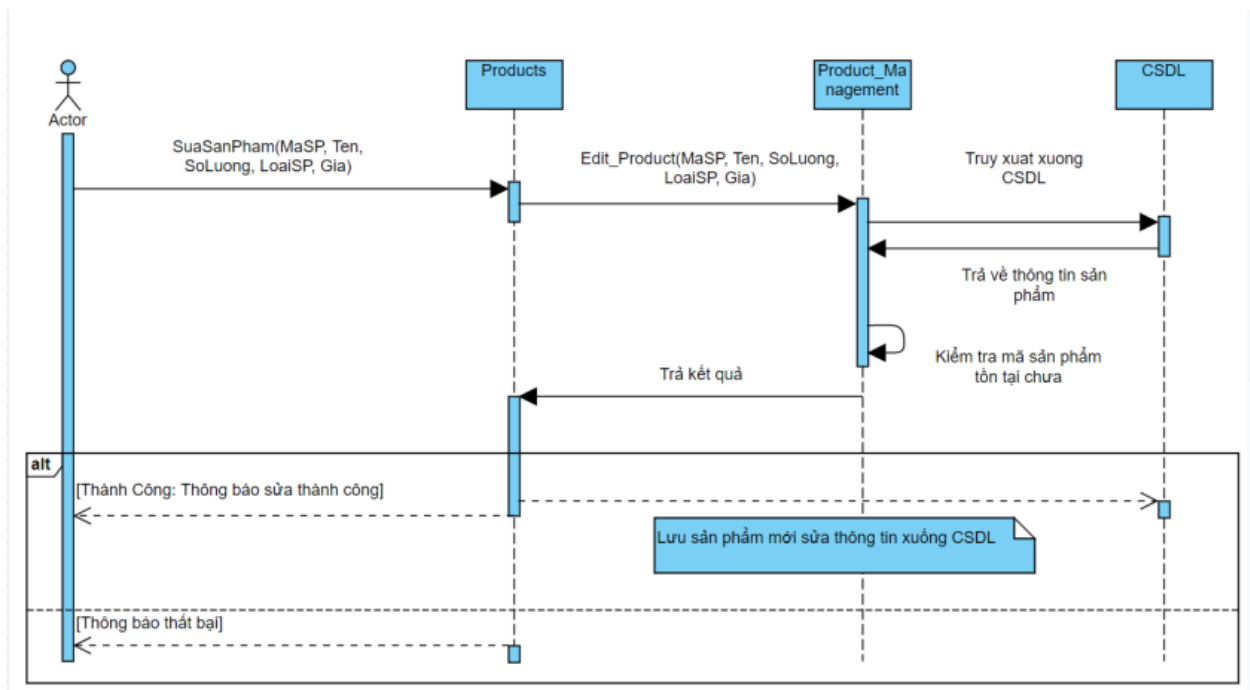 Products
Product_Ma
nagement
CSDL
Actor
SuaSanPham(MaSP, Ten,
SoLuong, LoaiSP, Gia)
Edit_Product(MaSP, Ten, SoLuong,
LoaiSP, Gia)
Truy xuat xuong
CSDL
Trả về thông tin sản
phẩm
Kiểm tra mã sản phẩm
tồn tại chưa
Trả kết quả
alt
[Thành Công: Thông báo sửa thành công]
Lưu sản phẩm mới sửa thông tin xuống CSDL
[Thông báo thất bại]